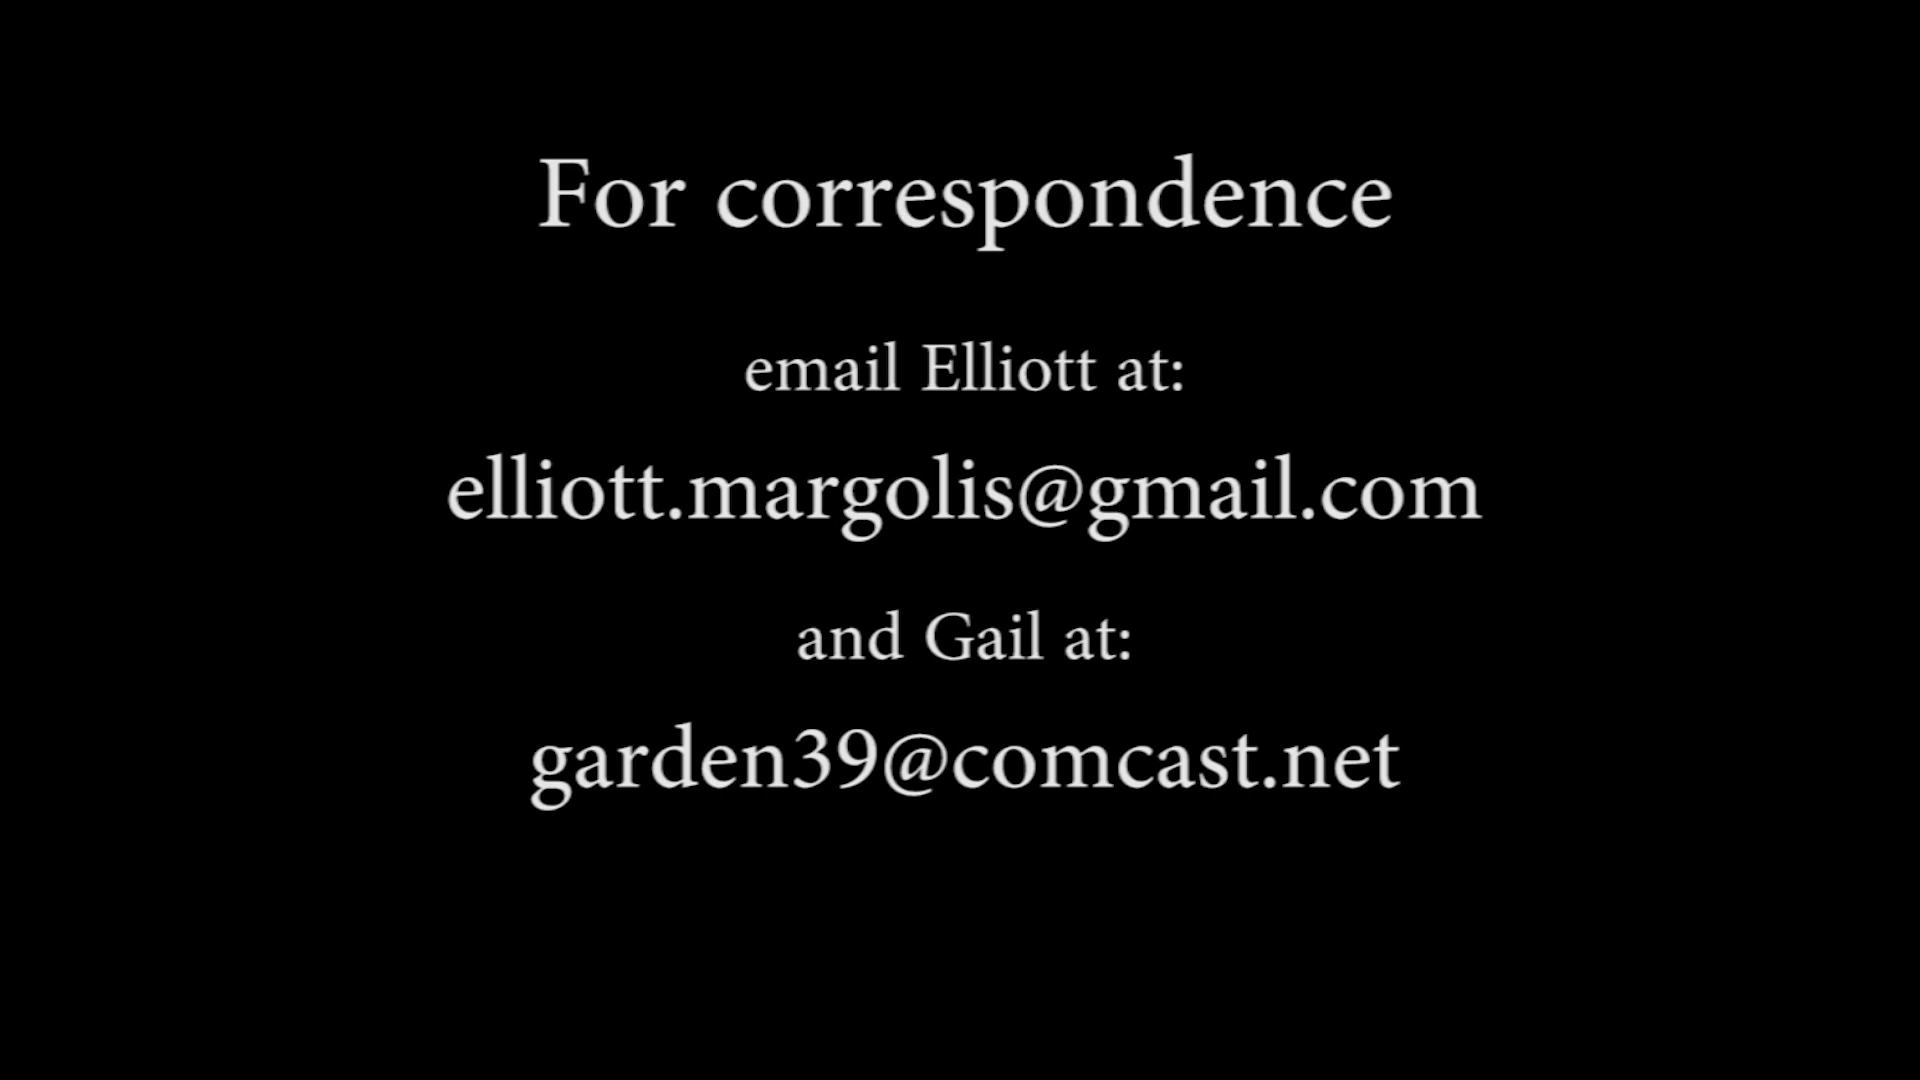 For correspondence
email Elliott at:
elliott.margolis@gmail.com
and Gail at:
garden39@comcast.net